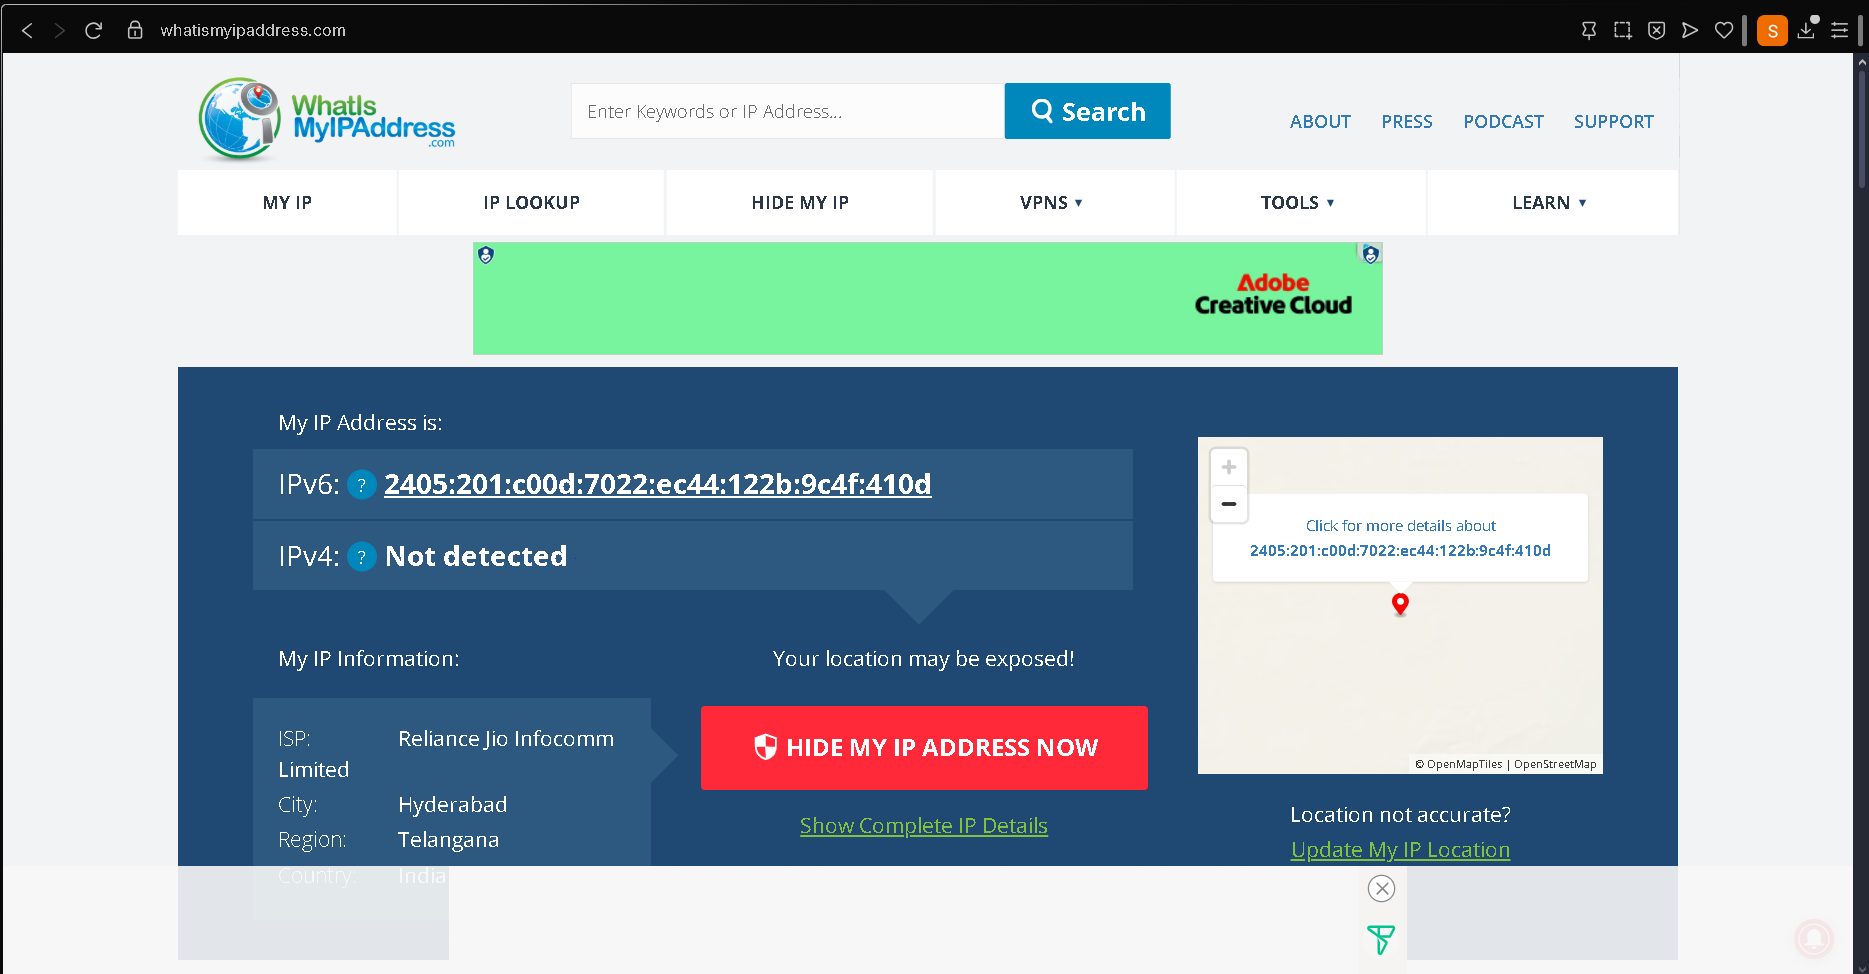 whatismyipaddress.com
S
WhatIs
MyIPAddress
.com
Enter Keywords or IP Address...
Search
ABOUT PRESS PODCAST SUPPORT
MY IP IP LOOKUP HIDE MY IP VPNS ▾ TOOLS ▾ LEARN ▾
Adobe
Creative Cloud
My IP Address is:
IPv6: ? 2405:201:c00d:7022:ec44:122b:9c4f:410d
IPv4: ? Not detected
+
−
Click for more details about
2405:201:c00d:7022:ec44:122b:9c4f:410d
© OpenMapTiles | OpenStreetMap
My IP Information:
Your location may be exposed!
ISP: Reliance Jio Infocomm
Limited
City: Hyderabad
Region: Telangana
Country: India
HIDE MY IP ADDRESS NOW
Show Complete IP Details
Location not accurate?
Update My IP Location